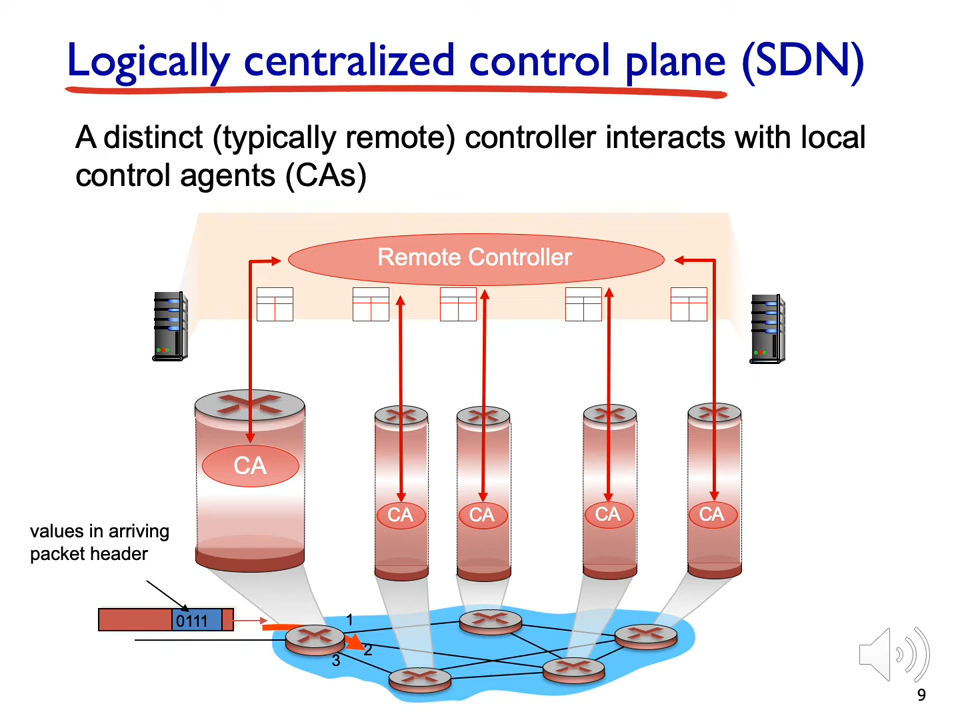 Logically centralized control plane (SDN)
A distinct (typically remote) controller interacts with local
control agents (CAs)
Remote Controller
CA
CA
CA
CA
CA
values in arriving
packet header
0111
1
2
3
9